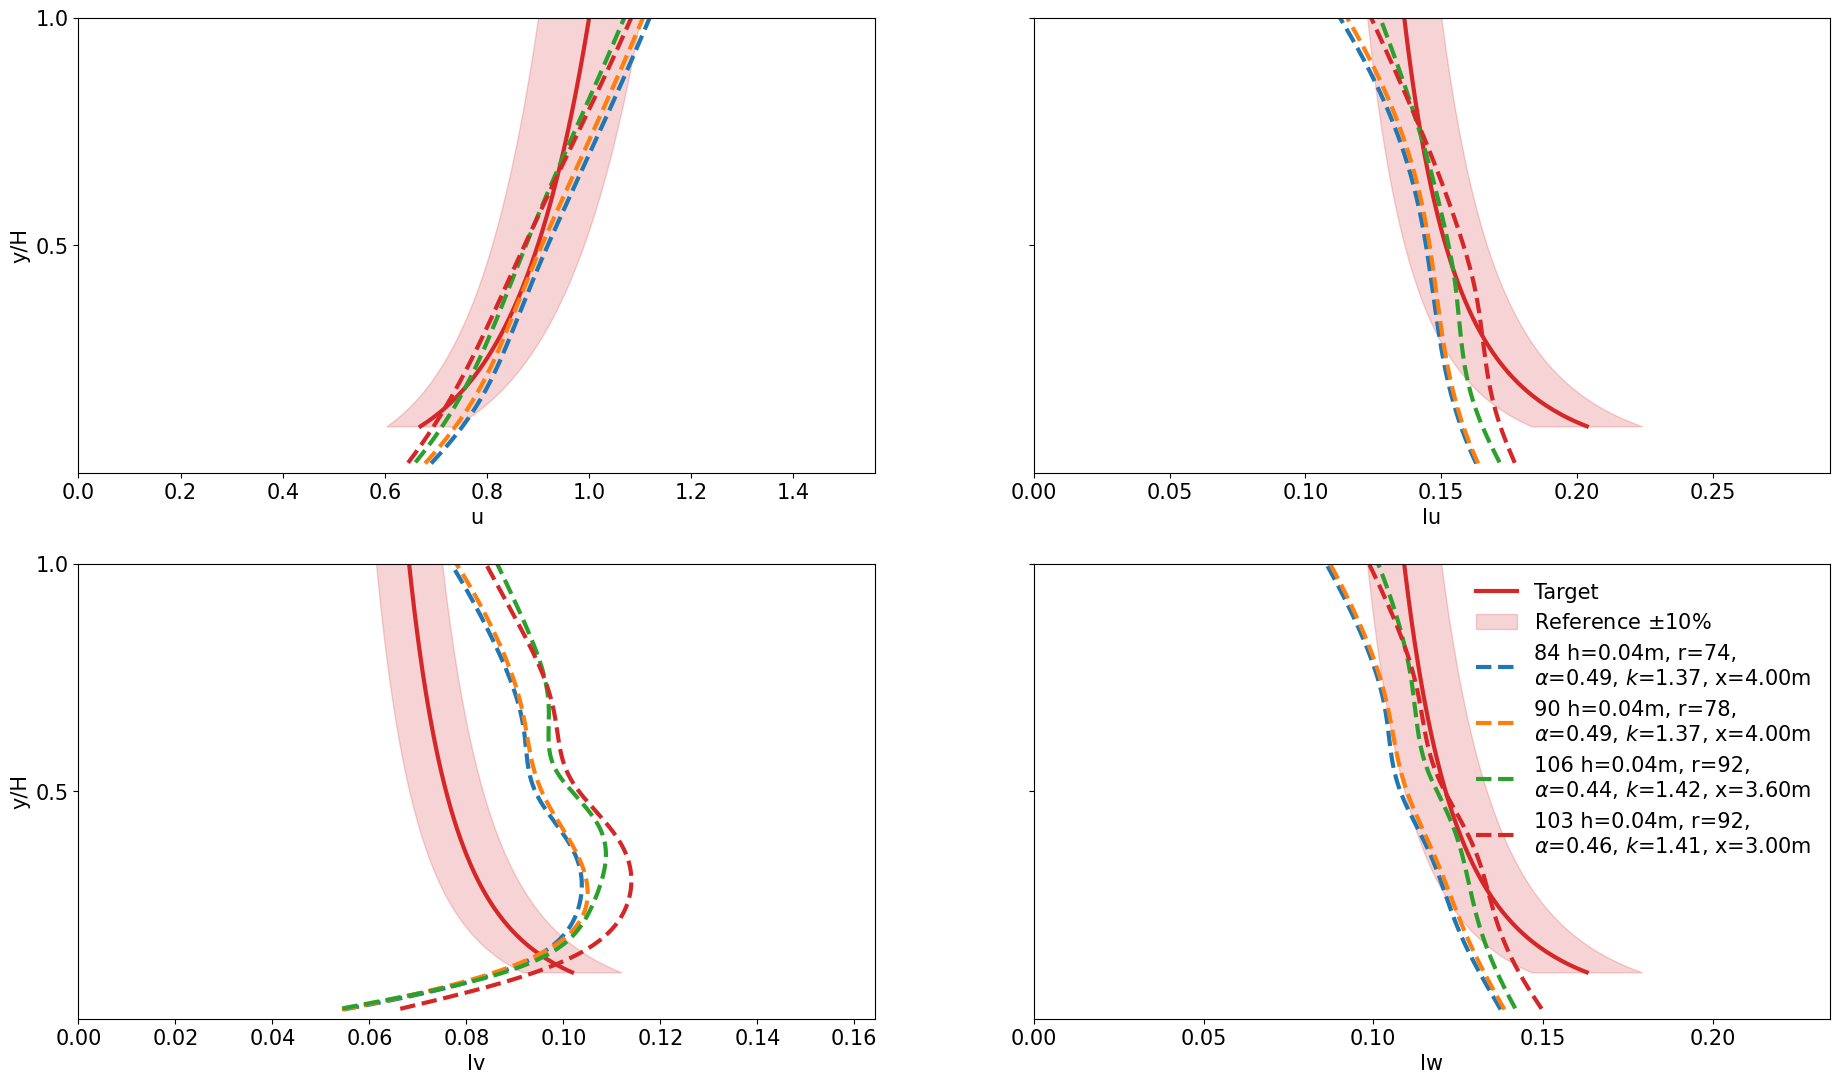 1.0
0.5
y/H
0.0 0.2 0.4 0.6 0.8 1.0 1.2 1.4
u
0.00 0.05 0.10 0.15 0.20 0.25
Iu
1.0
0.5
y/H
0.00 0.02 0.04 0.06 0.08 0.10 0.12 0.14 0.16
Iv
Target
Reference ±10%
84 h=0.04m, r=74,
α=0.49, k=1.37, x=4.00m
90 h=0.04m, r=78,
α=0.49, k=1.37, x=4.00m
106 h=0.04m, r=92,
α=0.44, k=1.42, x=3.60m
103 h=0.04m, r=92,
α=0.46, k=1.41, x=3.00m
0.00 0.05 0.10 0.15 0.20
Iw